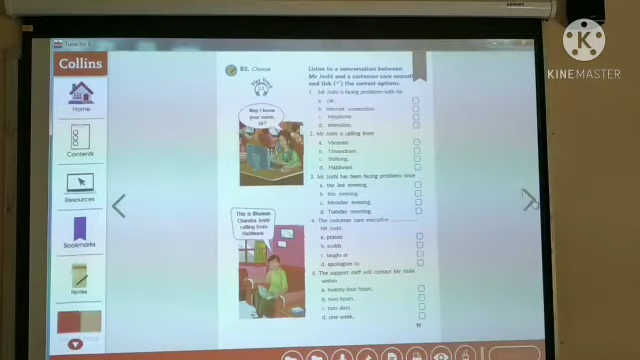 KINEMASTER
Collins
Home
Contents
Resources
Bookmarks
Notes
B2. Choose
May I know
your name,
sir?
This is Bhuwan
Chandra Joshi
calling from
Haldwani.
Listen to a conversation between
Mr Joshi and a customer care
and tick (✓) the correct options.
1. Mr Joshi is facing problems with his
a. car.
b. Internet connection.
c. telephone.
d. television.
2. Mr Joshi is calling from
a. Varanasi.
b. Trivandrum.
c. Shillong.
d. Haldwani.
3. Mr Joshi has been facing problems since
a. the last evening.
b. this evening.
c. Monday evening.
d. Tuesday morning.
4. The customer care executive
Mr Joshi.
a. praises
b. scolds
c. laughs at
d. apologises to
5. The support staff will contact Mr Joshi
within
a. twenty-four hours.
b. two hours.
c. two days.
d. one week.